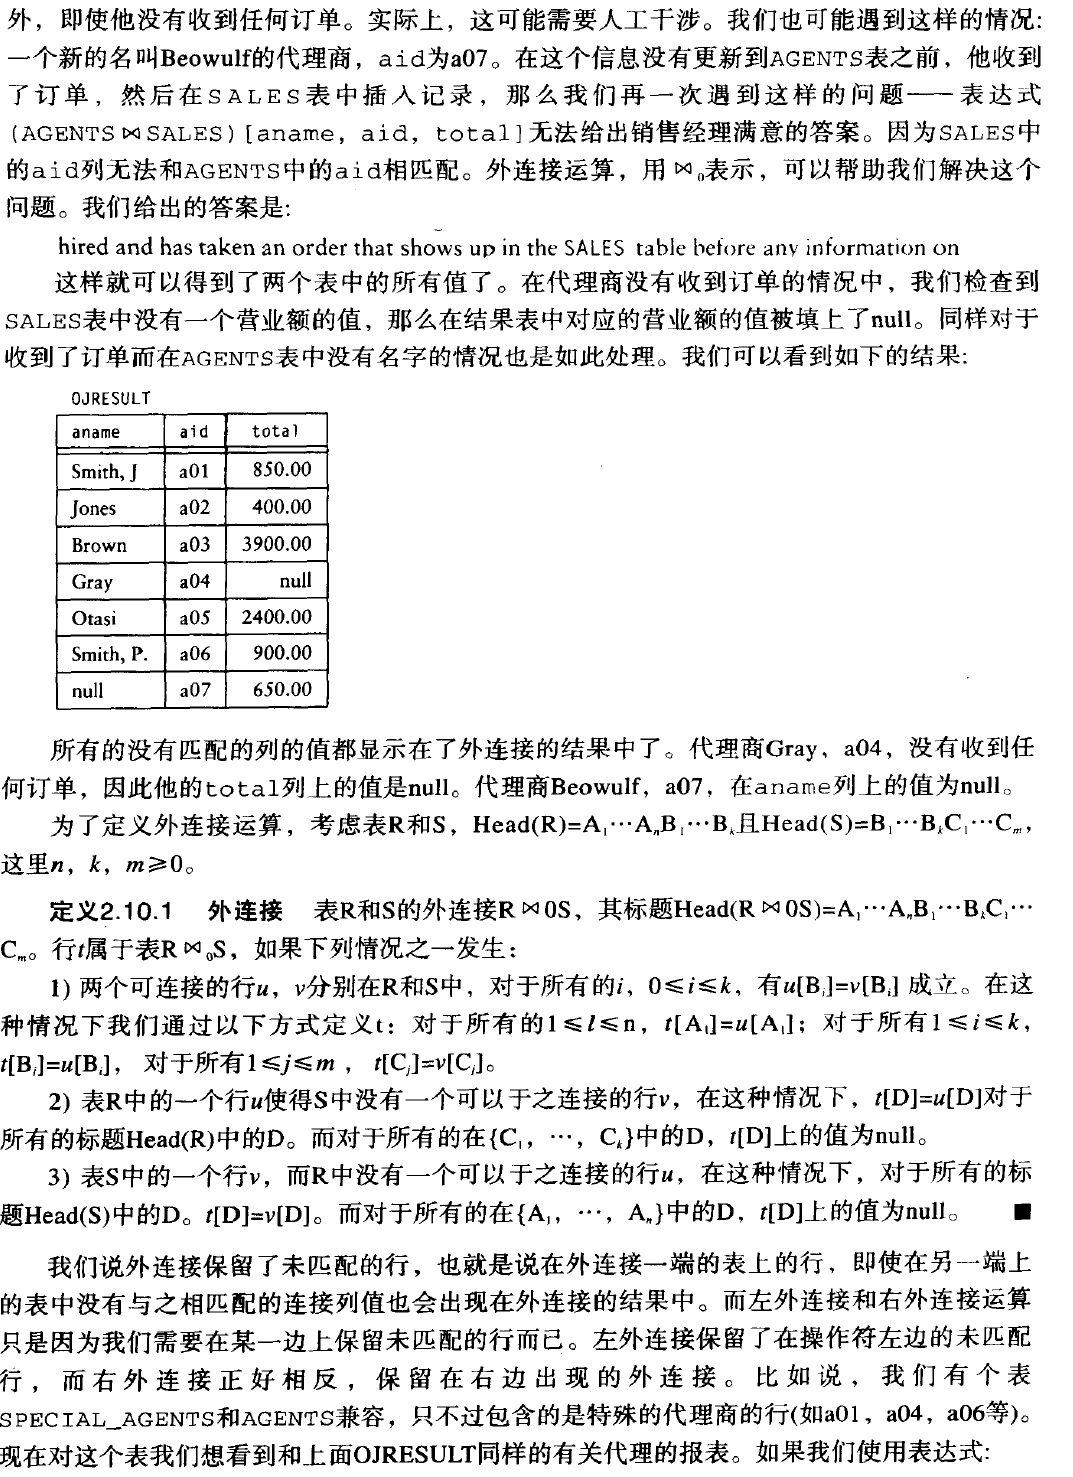 外，即使他没有收到任何订单。实际上，这可能需要人工干涉。我们也可能遇到这样的情况:
一个新的名叫Beowulf的代理商，aid为a07。在这个信息没有更新到AGENTS表之前，他收到
了订单，然后在SALES表中插入记录，那么我们再一次遇到这样的问题——表达式
(AGENTS⋈SALES)[aname, aid, total]无法给出销售经理满意的答案。因为SALES中
的aid列无法和AGENTS中的aid相匹配。外连接运算，用⋈₀表示，可以帮助我们解决这个
问题。我们给出的答案是:
hired and has taken an order that shows up in the SALES table before any information on
这样就可以得到了两个表中的所有值了。在代理商没有收到订单的情况中，我们检查到
SALES表中没有一个营业额的值，那么在结果表中对应的营业额的值被填上了null。同样对于
收到了订单而在AGENTS表中没有名字的情况也是如此处理。我们可以看到如下的结果:
OJRESULT
aname aid total
Smith, J a01 850.00
Jones a02 400.00
Brown a03 3900.00
Gray a04 null
Otasi a05 2400.00
Smith, P. a06 900.00
null a07 650.00
所有的没有匹配的列的值都显示在了外连接的结果中了。代理商Gray，a04，没有收到任
何订单，因此他的total列上的值是null。代理商Beowulf，a07，在aname列上的值为null。
为了定义外连接运算，考虑表R和S，Head(R)=A₁⋯AₙB₁⋯Bₖ且Head(S)=B₁⋯BₖC₁⋯Cₘ，
这里n，k，m≥0。
定义2.10.1 外连接 表R和S的外连接R⋈0S，其标题Head(R⋈0S)=A₁⋯AₙB₁⋯BₖC₁⋯
Cₘ。行t属于表R⋈₀S，如果下列情况之一发生：
1) 两个可连接的行u，v分别在R和S中，对于所有的i，0≤i≤k，有u[Bᵢ]=v[Bᵢ] 成立。在这
种情况下我们通过以下方式定义t：对于所有的1≤l≤n，t[Aₗ]=u[Aₗ]；对于所有1≤i≤k，
t[Bᵢ]=u[Bᵢ]， 对于所有1≤j≤m ， t[Cⱼ]=v[Cⱼ]。
2) 表R中的一个行u使得S中没有一个可以于之连接的行v，在这种情况下，t[D]=u[D]对于
所有的标题Head(R)中的D。而对于所有的在{C₁，⋯，Cₖ}中的D，t[D]上的值为null。
3) 表S中的一个行v，而R中没有一个可以于之连接的行u，在这种情况下，对于所有的标
题Head(S)中的D。t[D]=v[D]。而对于所有的在{A₁，⋯，Aₙ}中的D，t[D]上的值为null。 ■
我们说外连接保留了未匹配的行，也就是说在外连接一端的表上的行，即使在另一端上
的表中没有与之相匹配的连接列值也会出现在外连接的结果中。而左外连接和右外连接运算
只是因为我们需要在某一边上保留未匹配的行而已。左外连接保留了在操作符左边的未匹配
行，而右外连接正好相反，保留在右边出现的外连接。比如说，我们有个表
SPECIAL_AGENTS和AGENTS兼容，只不过包含的是特殊的代理商的行(如a01，a04，a06等)。
现在对这个表我们想看到和上面OJRESULT同样的有关代理的报表。如果我们使用表达式: